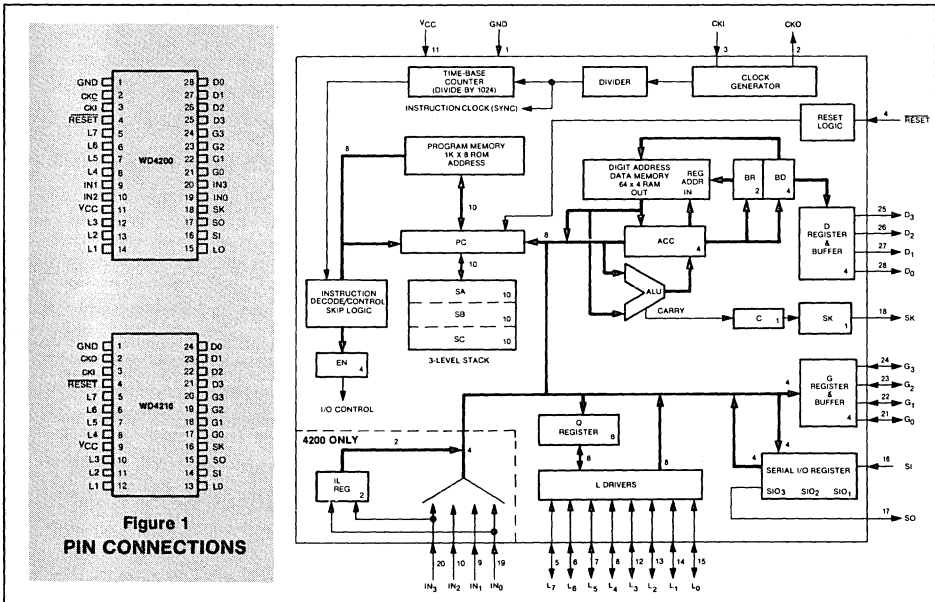 GND 1 28 D0
CKO 2 27 D1
CKI 3 26 D2
RESET 4 25 D3
L7 5 24 G3
L6 6 23 G2
L5 7 WD4200 22 G1
L4 8 21 G0
IN1 9 20 IN3
IN2 10 19 IN0
VCC 11 18 SK
L3 12 17 SO
L2 13 16 SI
L1 14 15 LO
GND 1 24 D0
CKO 2 23 D1
CKI 3 22 D2
RESET 4 21 D3
L7 5 20 G3
L6 6 WD4210 19 G2
L5 7 18 G1
L4 8 17 G0
VCC 9 16 SK
L3 10 15 SO
L2 11 14 SI
L1 12 13 L0
Figure 1
PIN CONNECTIONS
VCC GND CKI CKO
11 1 3 2
TIME-BASE
COUNTER
(DIVIDE BY 1024)
DIVIDER
CLOCK
GENERATOR
INSTRUCTION CLOCK (SYNC)
RESET
LOGIC
4 RESET
8
PROGRAM MEMORY
1K X 8 ROM
ADDRESS
DIGIT ADDRESS
DATA MEMORY
64 x 4 RAM
OUT
REG
ADDR
IN
BR
2
BD
4
10
8
PC
ACC
4
D
REGISTER
&
BUFFER
4
25 D3
26 D2
27 D1
28 D0
10
INSTRUCTION
DECODE/CONTROL
SKIP LOGIC
SA 10
SB 10
SC 10
3-LEVEL STACK
ALU
CARRY
C 1
SK 1
18 SK
EN
4
I/O CONTROL
4
G
REGISTER
&
BUFFER
4
24 G3
23 G2
22 G1
21 G0
4200 ONLY
2
4
IL
REG
2
Q
REGISTER
8
8
8
L DRIVERS
4
4
SERIAL I/O REGISTER
SIO3 SIO2 SIO1
16 SI
17 SO
20 10 9 19
IN3 IN2 IN1 IN0
5 6 7 8 12 13 14 15
L7 L6 L5 L4 L3 L2 L1 L0